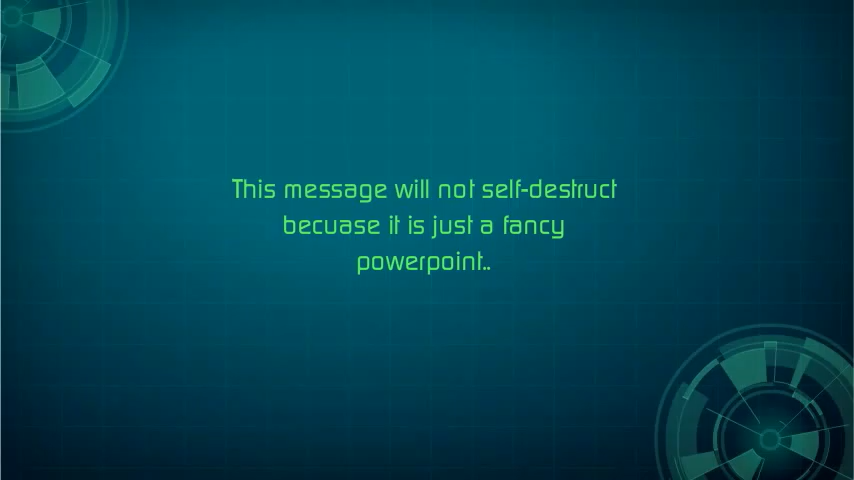 This message will not self-destruct
becuase it is just a fancy
powerpoint..